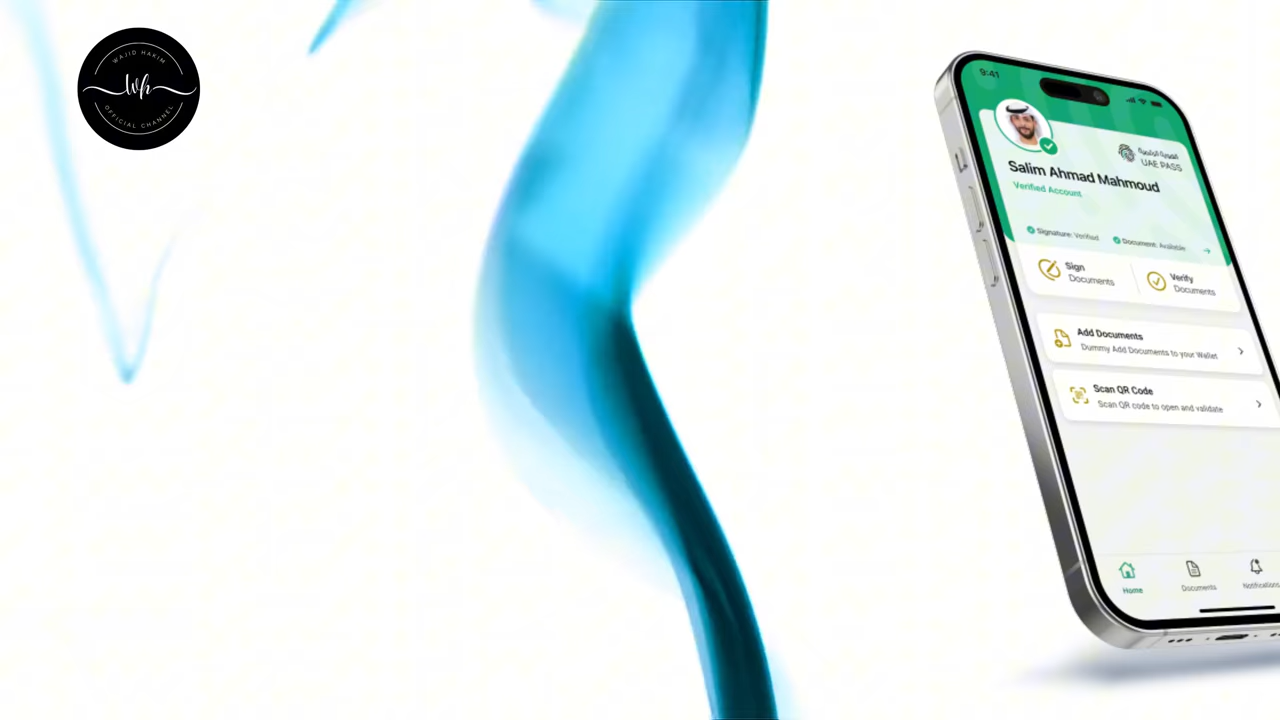 WAJID HAKIM
Wh
OFFICIAL CHANNEL
9:41
الهوية الرقمية
UAE PASS
Salim Ahmad Mahmoud
Verified Account
Signature: Verified
Document: Available
Sign
Documents
Verify
Documents
Add Documents
Dummy Add Documents to your Wallet
Scan QR Code
Scan QR code to open and validate
Home
Documents
Notifications